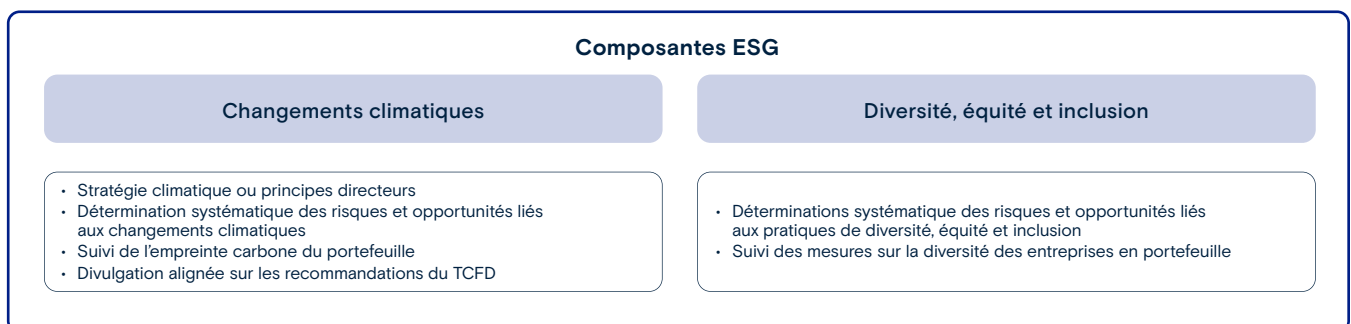 Composantes ESG
Changements climatiques
Diversité, équité et inclusion
• Stratégie climatique ou principes directeurs
• Détermination systématique des risques et opportunités liés
aux changements climatiques
• Suivi de l’empreinte carbone du portefeuille
• Divulgation alignée sur les recommandations du TCFD
• Déterminations systématique des risques et opportunités liés
aux pratiques de diversité, équité et inclusion
• Suivi des mesures sur la diversité des entreprises en portefeuille